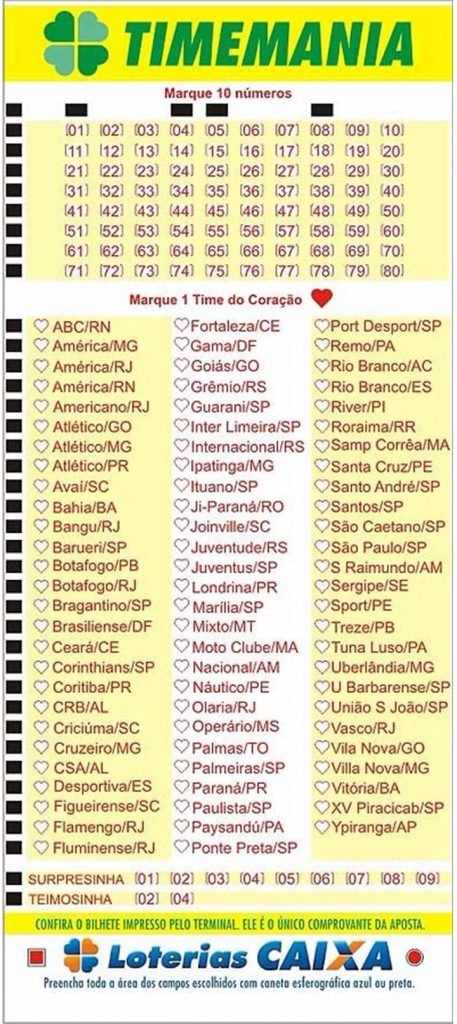 TIMEMANIA
Marque 10 números
(01) (02) (03) (04) (05) (06) (07) (08) (09) (10)
(11) (12) (13) (14) (15) (16) (17) (18) (19) (20)
(21) (22) (23) (24) (25) (26) (27) (28) (29) (30)
(31) (32) (33) (34) (35) (36) (37) (38) (39) (40)
(41) (42) (43) (44) (45) (46) (47) (48) (49) (50)
(51) (52) (53) (54) (55) (56) (57) (58) (59) (60)
(61) (62) (63) (64) (65) (66) (67) (68) (69) (70)
(71) (72) (73) (74) (75) (76) (77) (78) (79) (80)
Marque 1 Time do Coração
ABC/RN
América/MG
América/RJ
América/RN
Americano/RJ
Atlético/GO
Atlético/MG
Atlético/PR
Avaí/SC
Bahia/BA
Bangu/RJ
Barueri/SP
Botafogo/PB
Botafogo/RJ
Bragantino/SP
Brasiliense/DF
Ceará/CE
Corinthians/SP
Coritiba/PR
CRB/AL
Criciúma/SC
Cruzeiro/MG
CSA/AL
Desportiva/ES
Figueirense/SC
Flamengo/RJ
Fluminense/RJ
Fortaleza/CE
Gama/DF
Goiás/GO
Grêmio/RS
Guarani/SP
Inter Limeira/SP
Internacional/RS
Ipatinga/MG
Ituano/SP
Ji-Paraná/RO
Joinville/SC
Juventude/RS
Juventus/SP
Londrina/PR
Marília/SP
Mixto/MT
Moto Clube/MA
Nacional/AM
Náutico/PE
Olaria/RJ
Operário/MS
Palmas/TO
Palmeiras/SP
Paraná/PR
Paulista/SP
Paysandú/PA
Ponte Preta/SP
Port Desport/SP
Remo/PA
Rio Branco/AC
Rio Branco/ES
River/PI
Roraima/RR
Samp Corrêa/MA
Santa Cruz/PE
Santo André/SP
Santos/SP
São Caetano/SP
São Paulo/SP
S Raimundo/AM
Sergipe/SE
Sport/PE
Treze/PB
Tuna Luso/PA
Uberlândia/MG
U Barbarense/SP
União S João/SP
Vasco/RJ
Vila Nova/GO
Villa Nova/MG
Vitória/BA
XV Piracicab/SP
Ypiranga/AP
SURPRESINHA (01) (02) (03) (04) (05) (06) (07) (08) (09)
TEIMOSINHA (02) (04)
CONFIRA O BILHETE IMPRESSO PELO TERMINAL. ELE É O ÚNICO COMPROVANTE DA APOSTA.
Loterias CAIXA
Preencha toda a área dos campos escolhidos com caneta esferográfica azul ou preta.